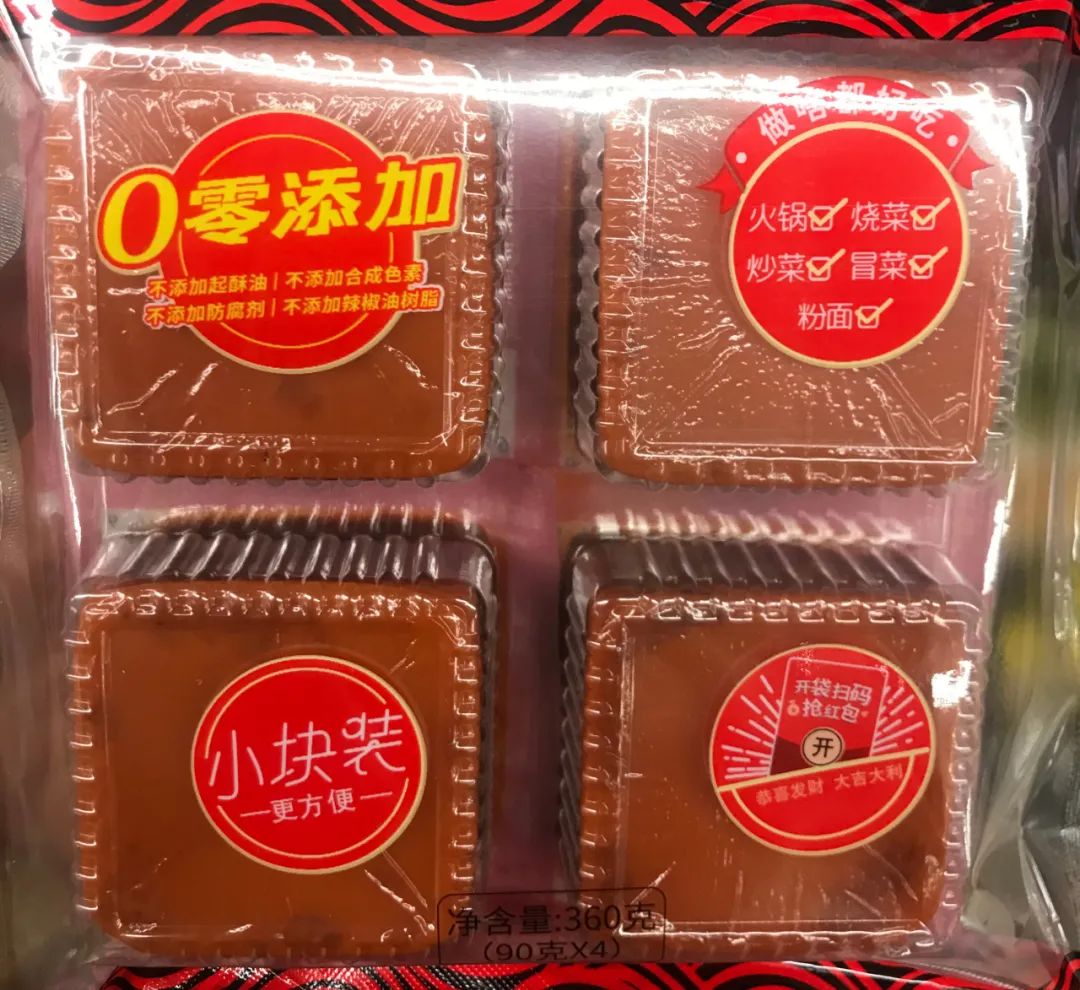 0零添加
不添加起酥油 | 不添加合成色素
不添加防腐剂 | 不添加辣椒油树脂
做啥都好吃
火锅☑ 烧菜☑
炒菜☑ 冒菜☑
粉面☑
小块装
—更方便—
开袋扫码
抢红包
开
恭喜发财 大吉大利
净含量:360克
(90克X4)